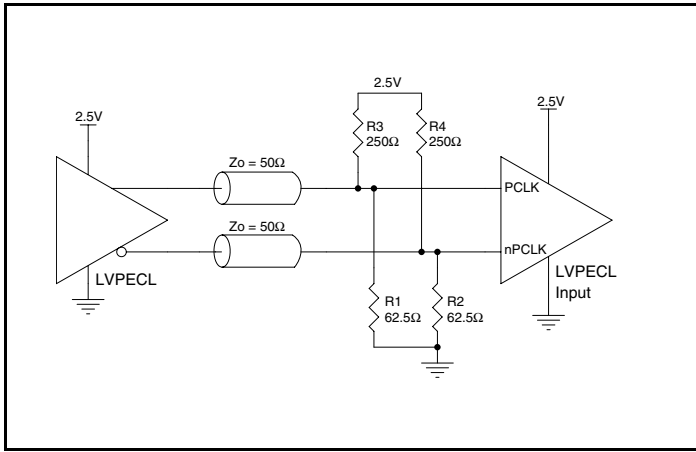 2.5V
2.5V
2.5V
R3
250Ω
R4
250Ω
Zo = 50Ω
PCLK
Zo = 50Ω
nPCLK
LVPECL
LVPECL
Input
R1
62.5Ω
R2
62.5Ω